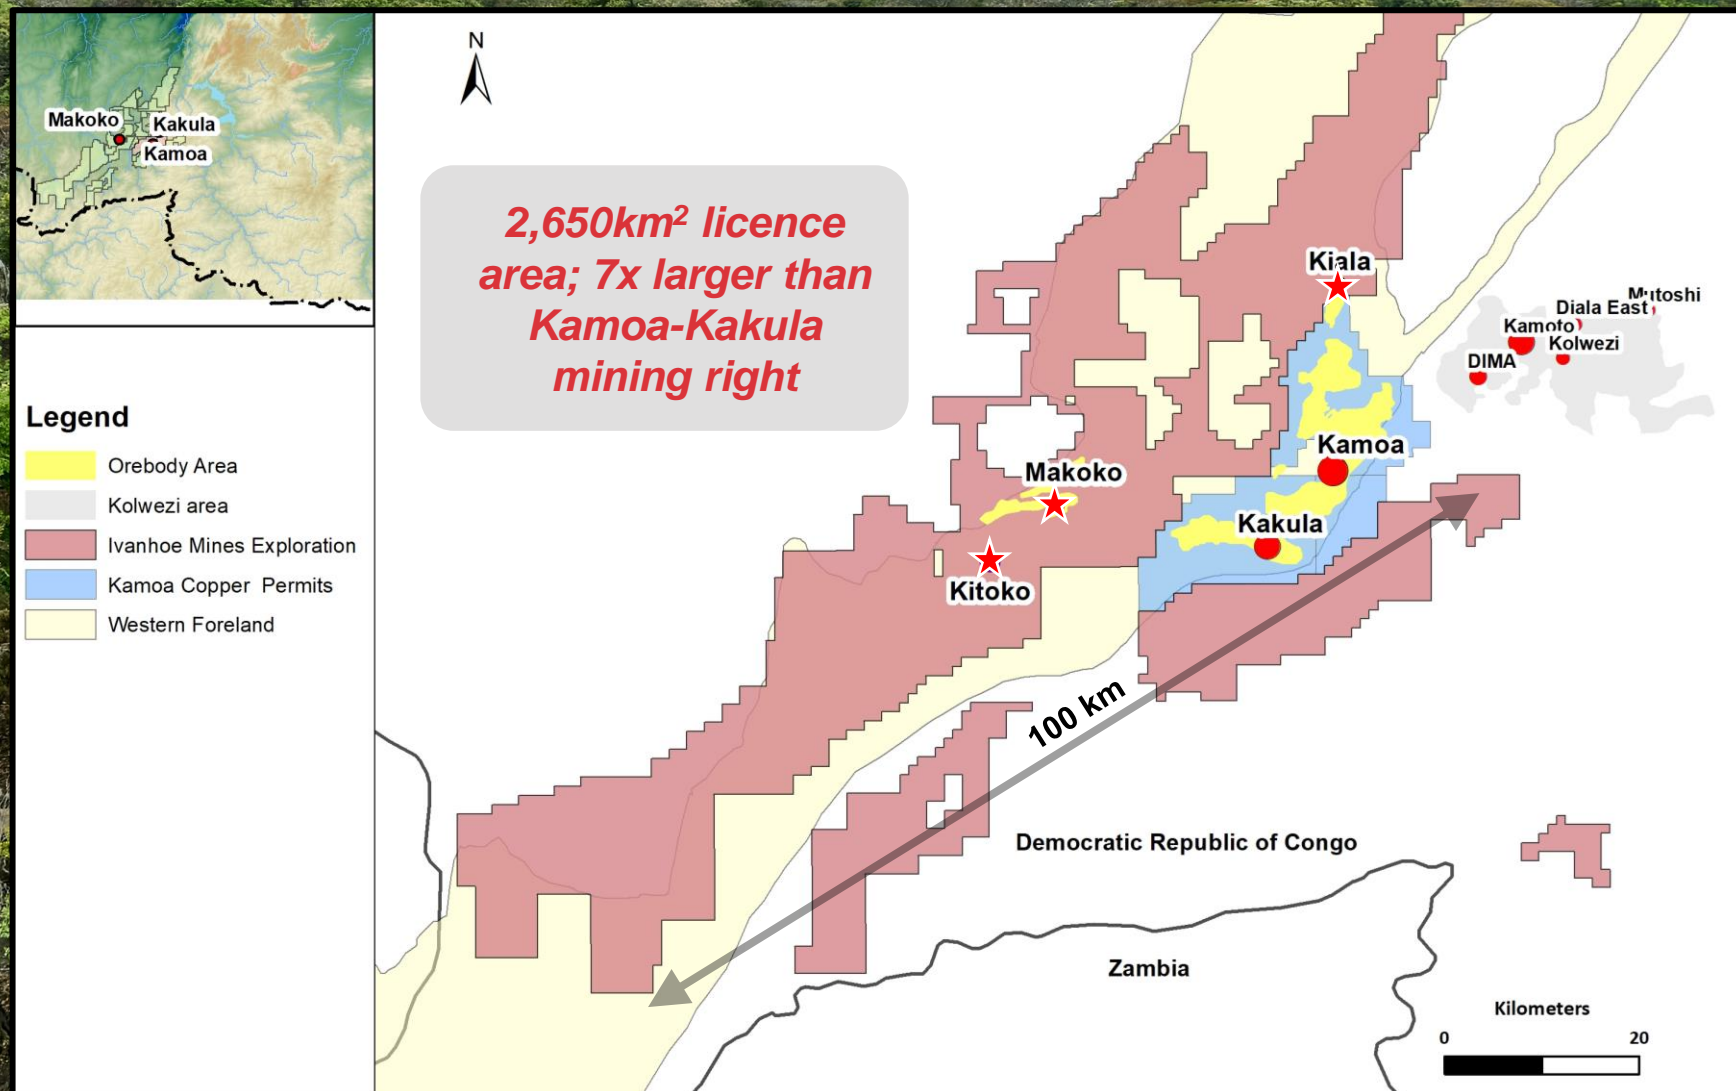 Makoko
Kakula
Kamoa
Legend
Orebody Area
Kolwezi area
Ivanhoe Mines Exploration
Kamoa Copper Permits
Western Foreland
N
2,650km² licence
area; 7x larger than
Kamoa-Kakula
mining right
Kiala
Mutoshi
Diala East
Kamoto
Kolwezi
DIMA
Kamoa
Makoko
Kakula
Kitoko
100 km
Democratic Republic of Congo
Zambia
Kilometers
0 20